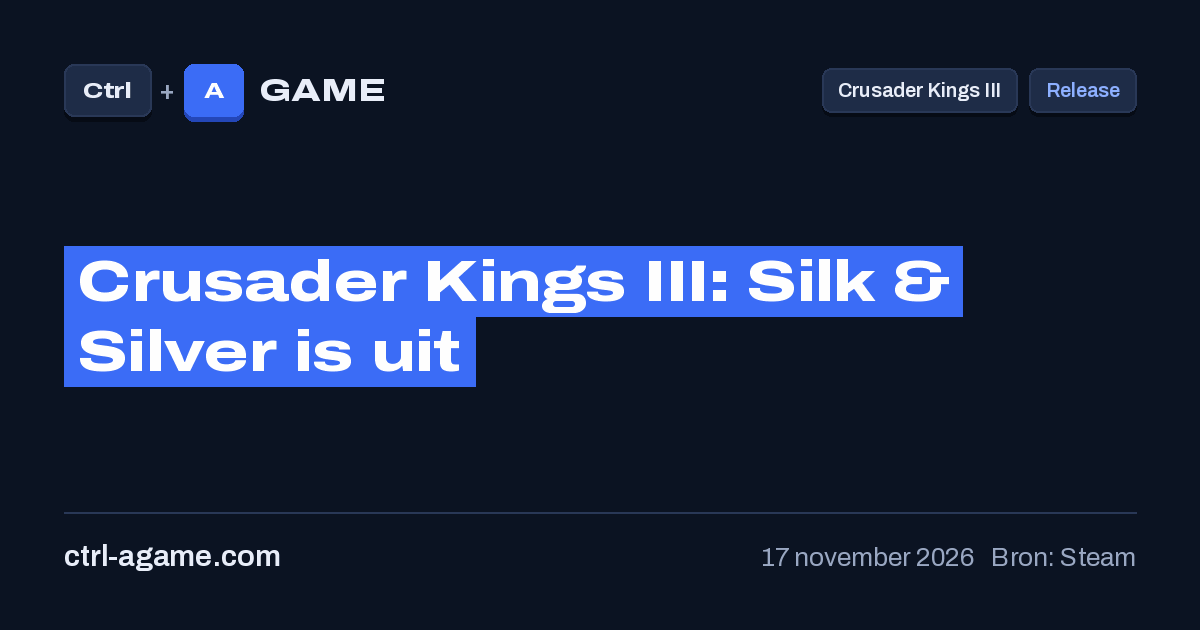 Ctrl + A GAME
Crusader Kings III
Release
Crusader Kings III: Silk &
Silver is uit
ctrl-agame.com
17 november 2026 Bron: Steam